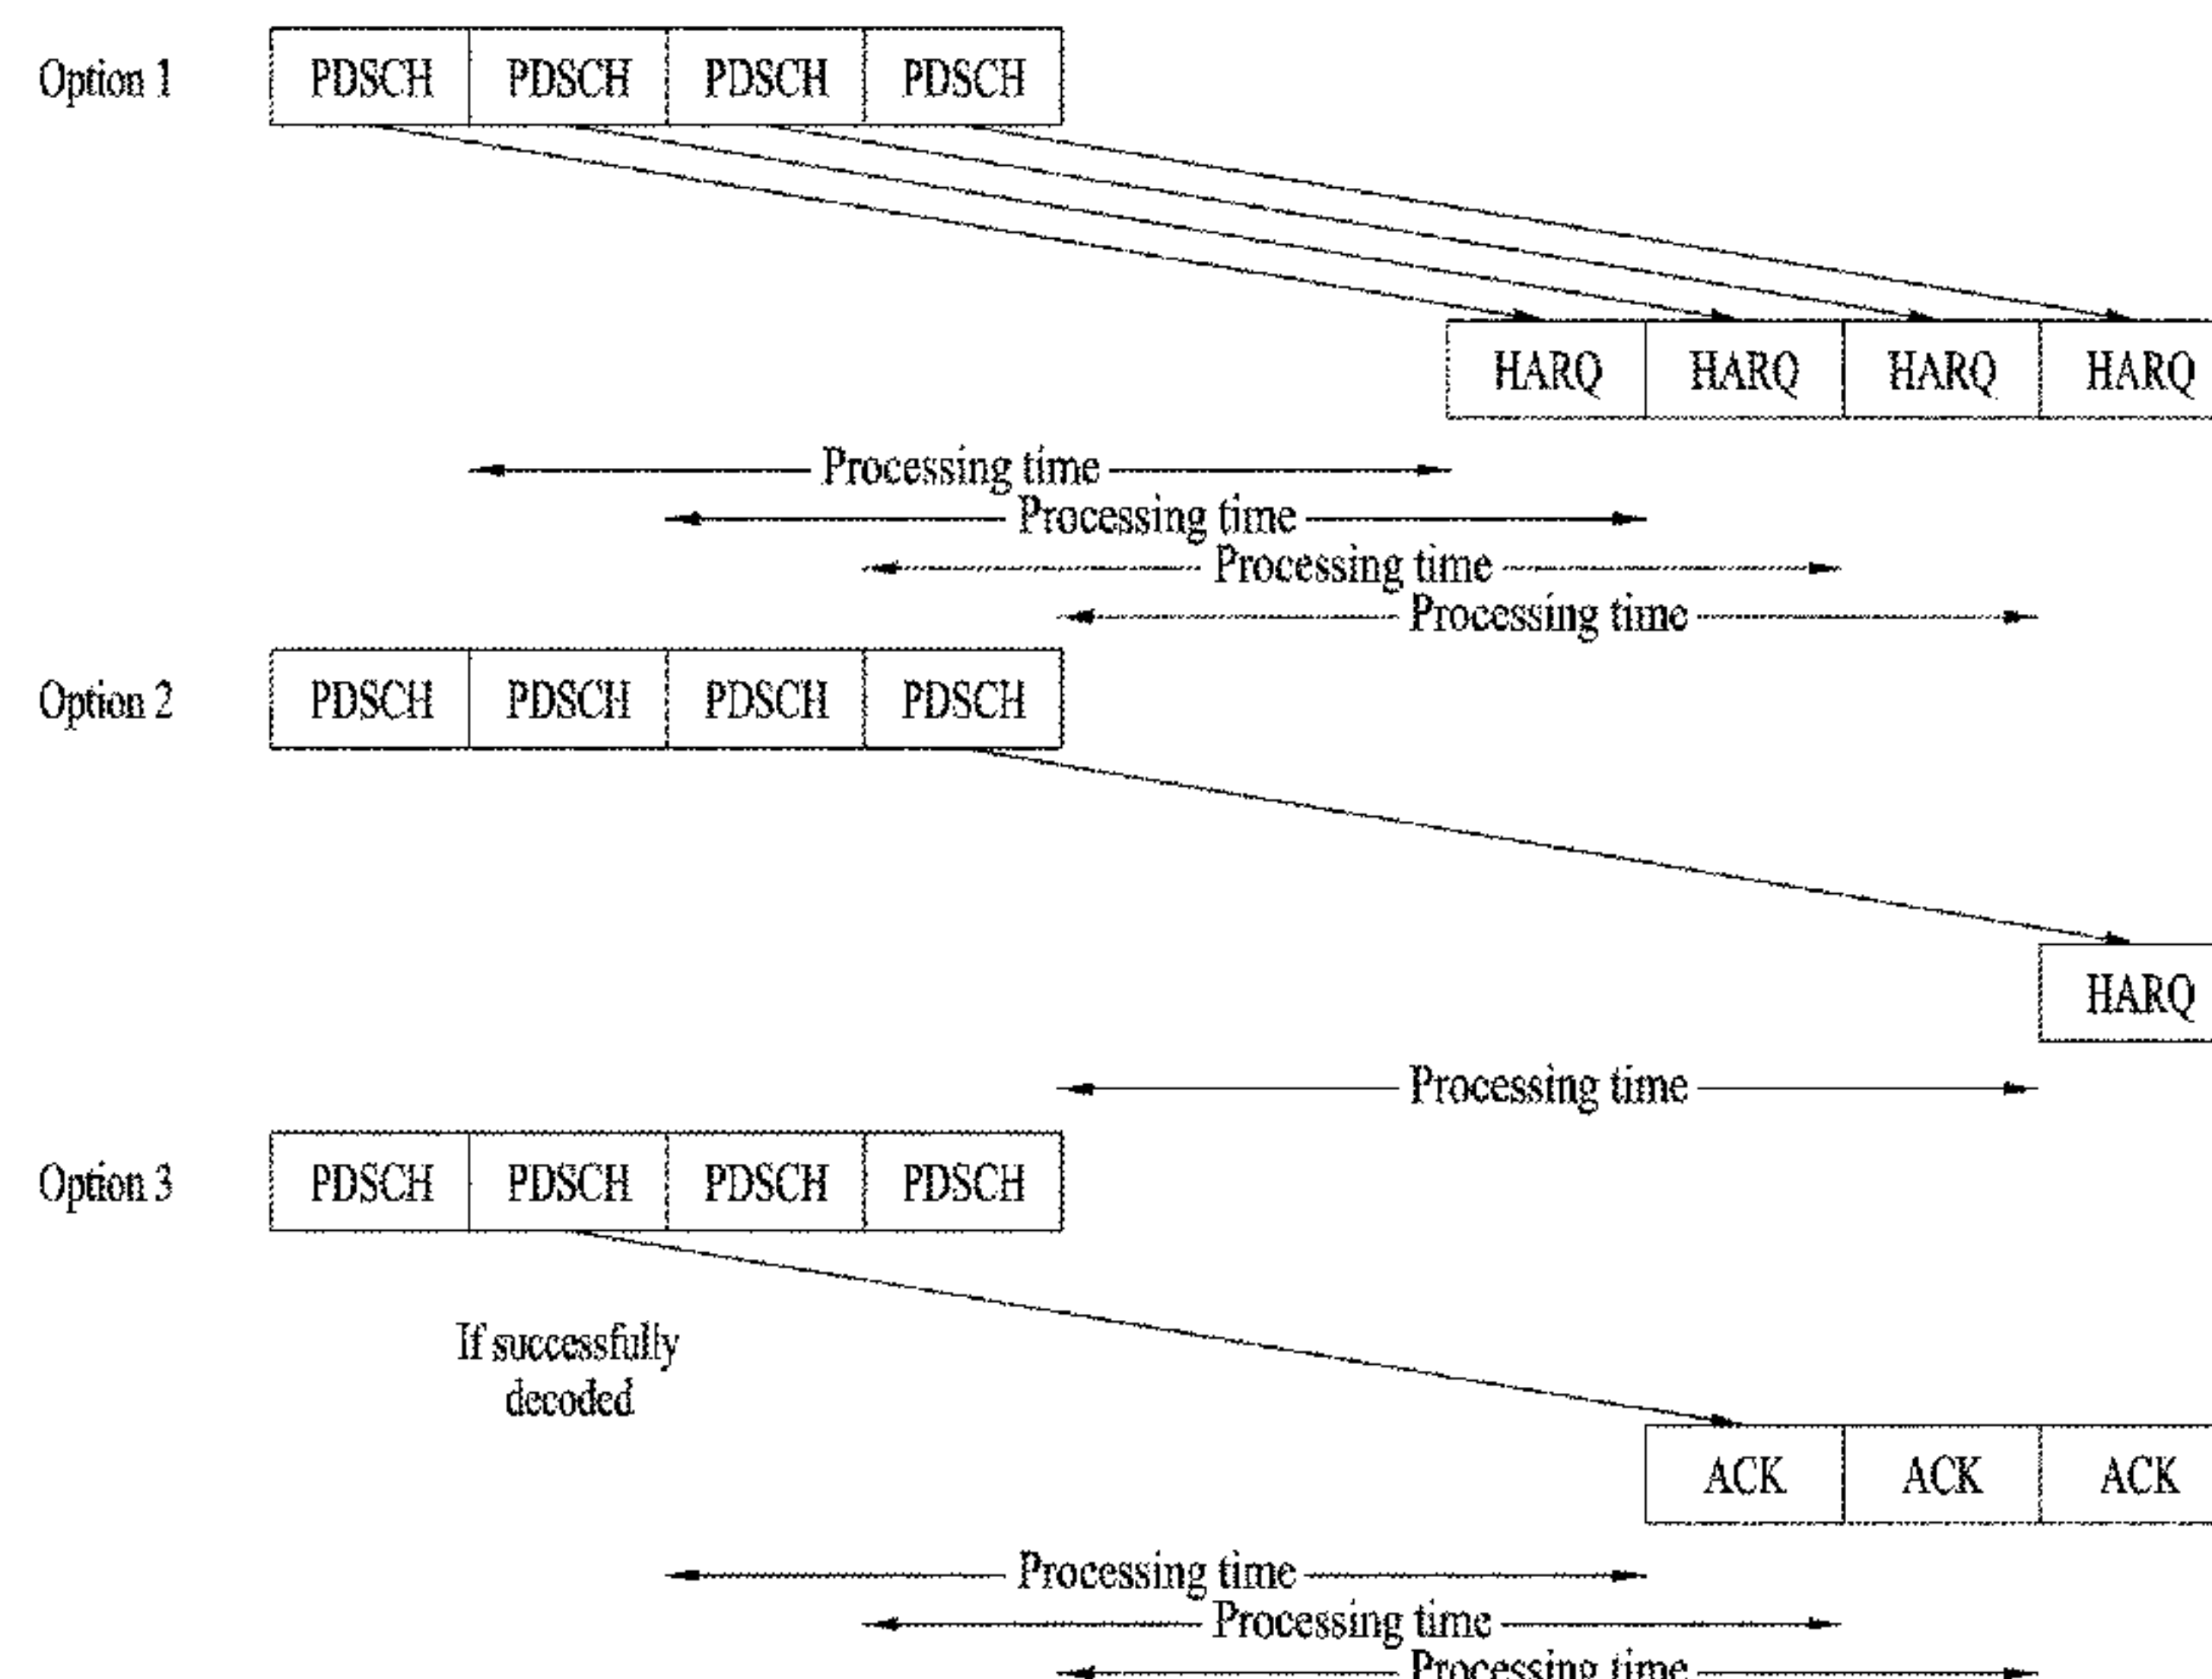 Option 1 PDSCH PDSCH PDSCH PDSCH
HARQ HARQ HARQ HARQ
Processing time
Processing time
Processing time
Processing time
Option 2 PDSCH PDSCH PDSCH PDSCH
HARQ
Processing time
Option 3 PDSCH PDSCH PDSCH PDSCH
If successfully
decoded
ACK ACK ACK
Processing time
Processing time
Processing time